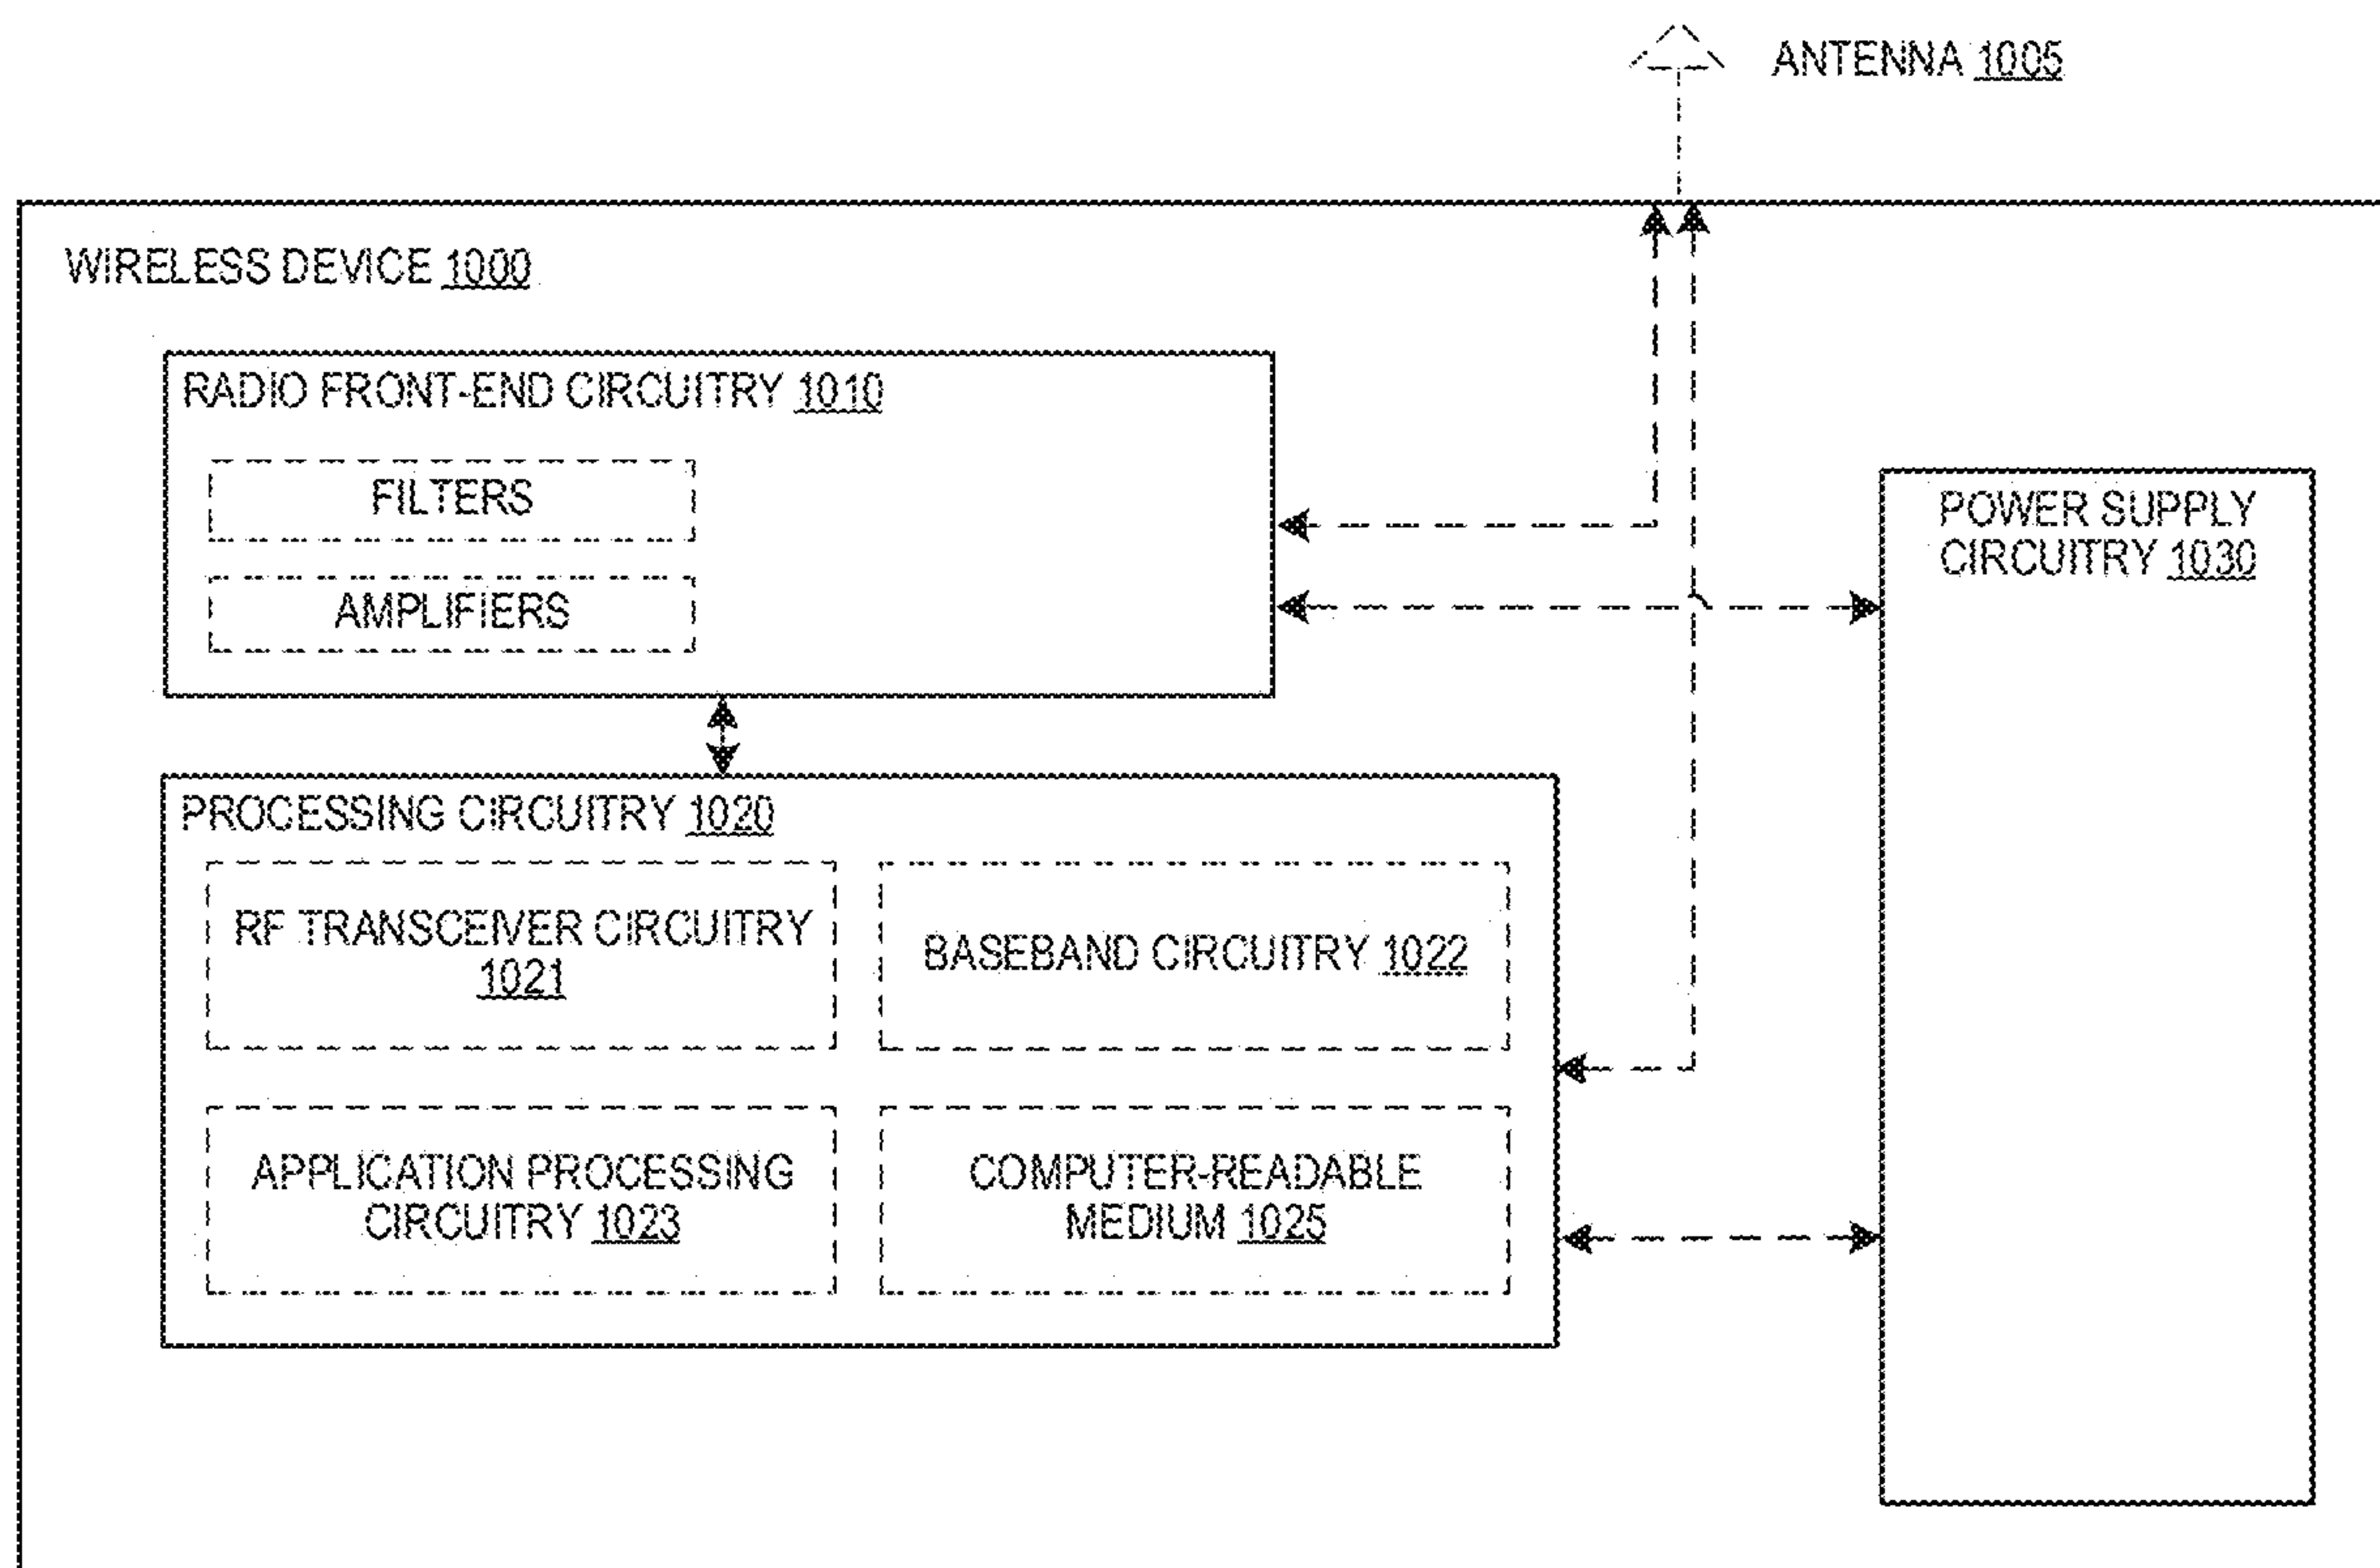 ANTENNA 1005
WIRELESS DEVICE 1000
RADIO FRONT-END CIRCUITRY 1010
FILTERS
AMPLIFIERS
POWER SUPPLY
CIRCUITRY 1030
PROCESSING CIRCUITRY 1020
RF TRANSCEIVER CIRCUITRY
1021
BASEBAND CIRCUITRY 1022
APPLICATION PROCESSING
CIRCUITRY 1023
COMPUTER-READABLE
MEDIUM 1025